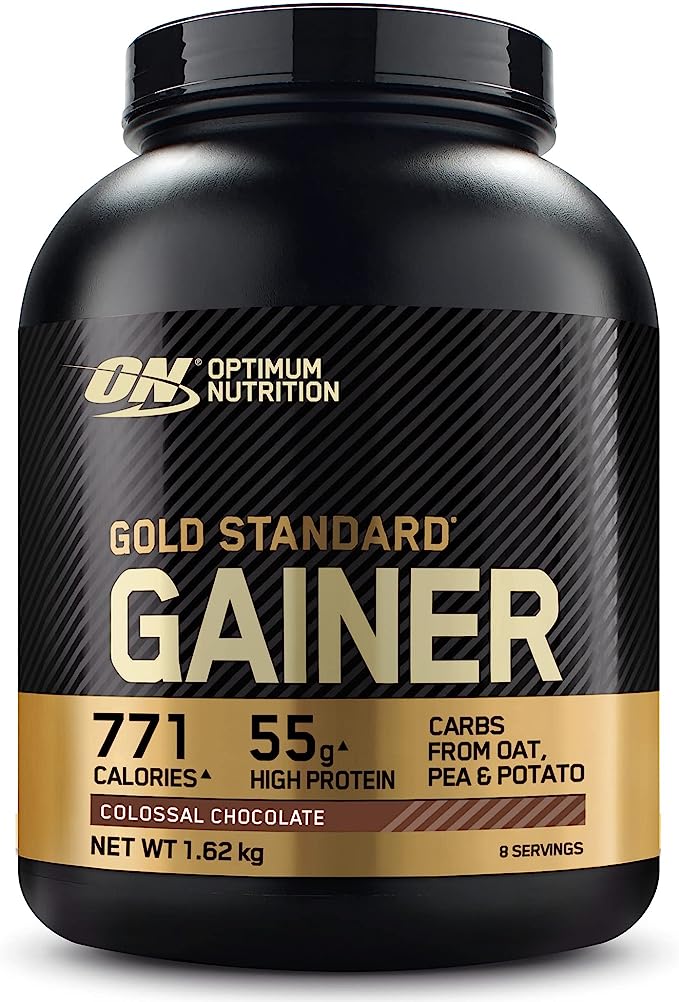 ON® OPTIMUM
NUTRITION
GOLD STANDARD®
GAINER
771
CALORIES▲
55g▲
HIGH PROTEIN
CARBS
FROM OAT,
PEA & POTATO
COLOSSAL CHOCOLATE
NET WT 1.62 kg
8 SERVINGS